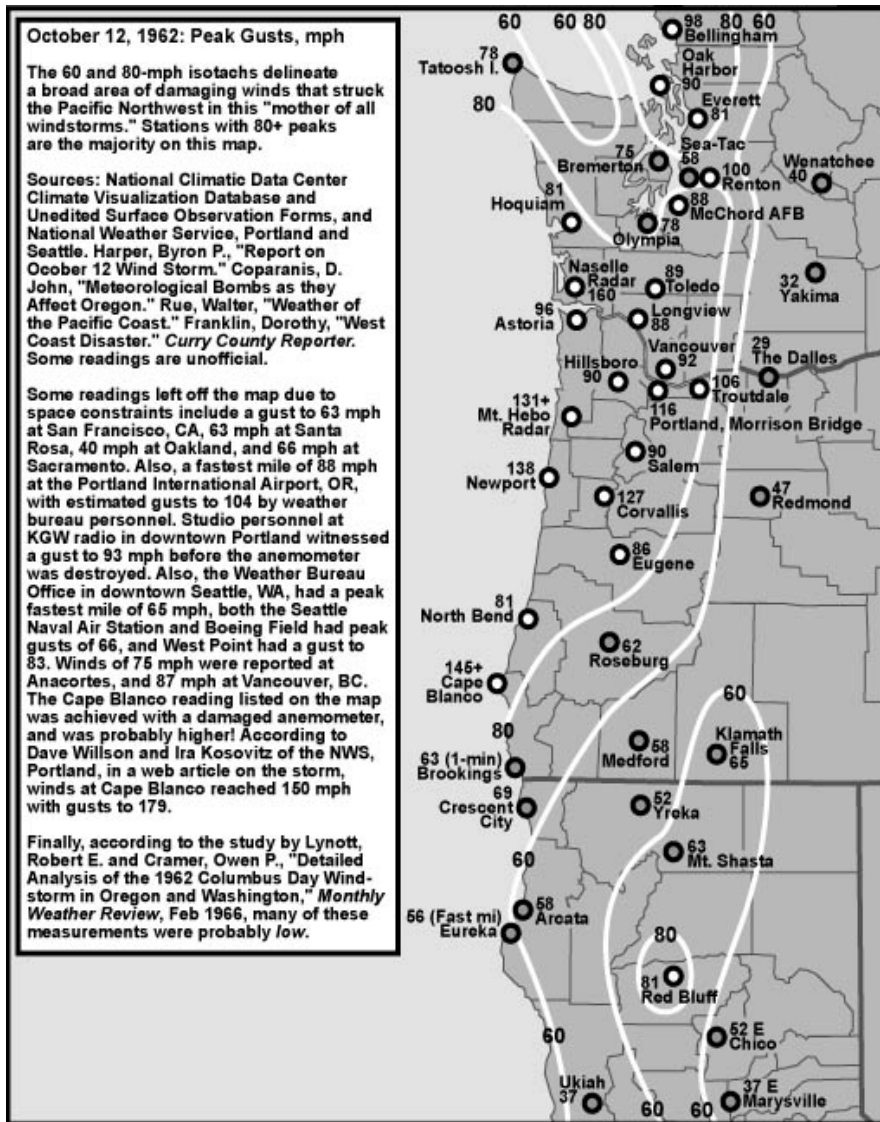 October 12, 1962: Peak Gusts, mph
The 60 and 80-mph isotachs delineate
a broad area of damaging winds that struck
the Pacific Northwest in this "mother of all
windstorms." Stations with 80+ peaks
are the majority on this map.
Sources: National Climatic Data Center
Climate Visualization Database and
Unedited Surface Observation Forms, and
National Weather Service, Portland and
Seattle. Harper, Byron P., "Report on
Ocober 12 Wind Storm." Coparanis, D.
John, "Meteorological Bombs as they
Affect Oregon." Rue, Walter, "Weather of
the Pacific Coast." Franklin, Dorothy, "West
Coast Disaster." Curry County Reporter.
Some readings are unofficial.
Some readings left off the map due to
space constraints include a gust to 63 mph
at San Francisco, CA, 63 mph at Santa
Rosa, 40 mph at Oakland, and 66 mph at
Sacramento. Also, a fastest mile of 88 mph
at the Portland International Airport, OR,
with estimated gusts to 104 by weather
bureau personnel. Studio personnel at
KGW radio in downtown Portland witnessed
a gust to 93 mph before the anemometer
was destroyed. Also, the Weather Bureau
Office in downtown Seattle, WA, had a peak
fastest mile of 65 mph, both the Seattle
Naval Air Station and Boeing Field had peak
gusts of 66, and West Point had a gust to
83. Winds of 75 mph were reported at
Anacortes, and 87 mph at Vancouver, BC.
The Cape Blanco reading listed on the map
was achieved with a damaged anemometer,
and was probably higher! According to
Dave Willson and Ira Kosovitz of the NWS,
Portland, in a web article on the storm,
winds at Cape Blanco reached 150 mph
with gusts to 179.
Finally, according to the study by Lynott,
Robert E. and Cramer, Owen P., "Detailed
Analysis of the 1962 Columbus Day Wind-
storm in Oregon and Washington," Monthly
Weather Review, Feb 1966, many of these
measurements were probably low.
60
60
80
80
60
98
Bellingham
78
Tatoosh I.
Oak
Harbor
90
80
Everett
81
Sea-Tac
58
75
Bremerton
100
Renton
Wenatchee
40
81
Hoquiam
88
McChord AFB
78
Olympia
Naselle
Radar
160
89
Toledo
32
Yakima
96
Astoria
Longview
88
Vancouver
92
29
The Dalles
Hillsboro
90
106
Troutdale
131+
Mt. Hebo
Radar
116
Portland, Morrison Bridge
90
Salem
138
Newport
127
Corvallis
47
Redmond
86
Eugene
81
North Bend
62
Roseburg
145+
Cape
Blanco
60
80
58
Medford
Klamath
Falls
65
63 (1-min)
Brookings
69
Crescent
City
52
Yreka
63
Mt. Shasta
60
56 (Fast mi)
Eureka
58
Arcata
80
81
Red Bluff
60
52 E
Chico
Ukiah
37
60
60
37 E
Marysville